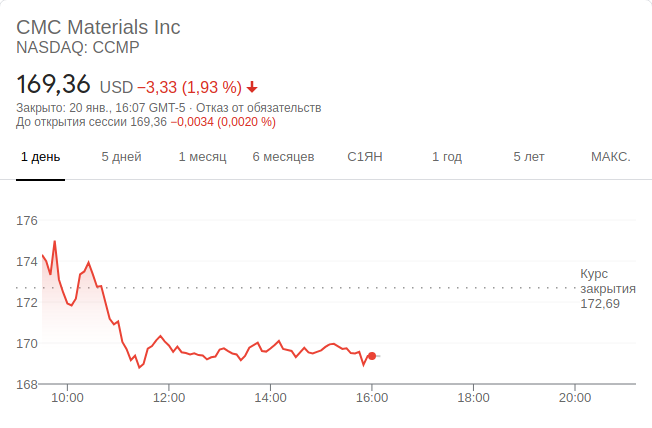 CMC Materials Inc
NASDAQ: CCMP
169,36 USD −3,33 (1,93 %)
Закрыто: 20 янв., 16:07 GMT-5 · Отказ от обязательств
До открытия сессии 169,36 −0,0034 (0,0020 %)
1 день 5 дней 1 месяц 6 месяцев С1ЯН 1 год 5 лет МАКС.
176
174
Курс
закрытия
172,69
172
170
168
10:00 12:00 14:00 16:00 18:00 20:00